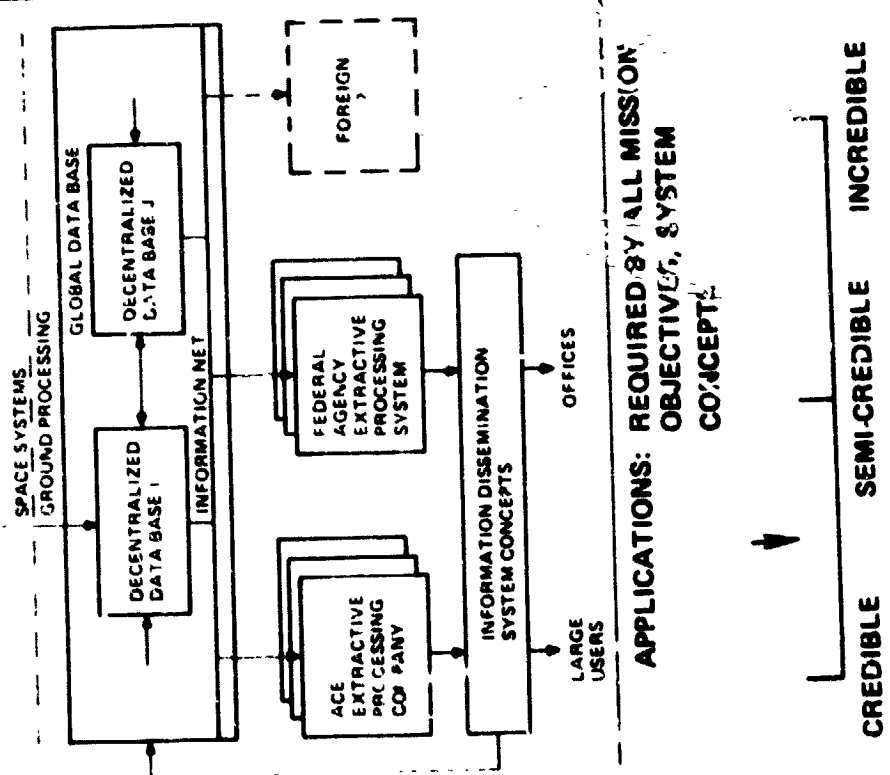 SPACE SYSTEMS
GROUND PROCESSING
GLOBAL DATA BASE
DECENTRALIZED
DATA BASE I
DECENTRALIZED
DATA BASE J
INFORMATION NET
ACE
EXTRACTIVE
PROCESSING
COMPANY
FEDERAL
AGENCY
EXTRACTIVE
PROCESSING
SYSTEM
FOREIGN
?
INFORMATION DISSEMINATION
SYSTEM CONCEPTS
LARGE
USERS
OFFICES
APPLICATIONS: REQUIRED BY ALL MISSION
OBJECTIVES, SYSTEM
CONCEPTS
CREDIBLE
SEMI-CREDIBLE
INCREDIBLE